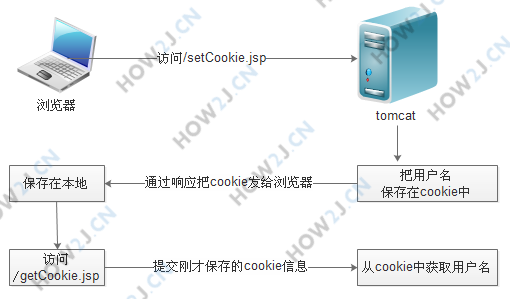 访问/setCookie.jsp
浏览器
tomcat
保存在本地
通过响应把cookie发给浏览器
把用户名
保存在cookie中
访问
/getCookie.jsp
提交刚才保存的cookie信息
从cookie中获取用户名
HOW2J.CN
HOW2J.CN
HOW2J.CN
HOW2J.CN
HOW2J.CN
HOW2J.CN
HOW2J.CN